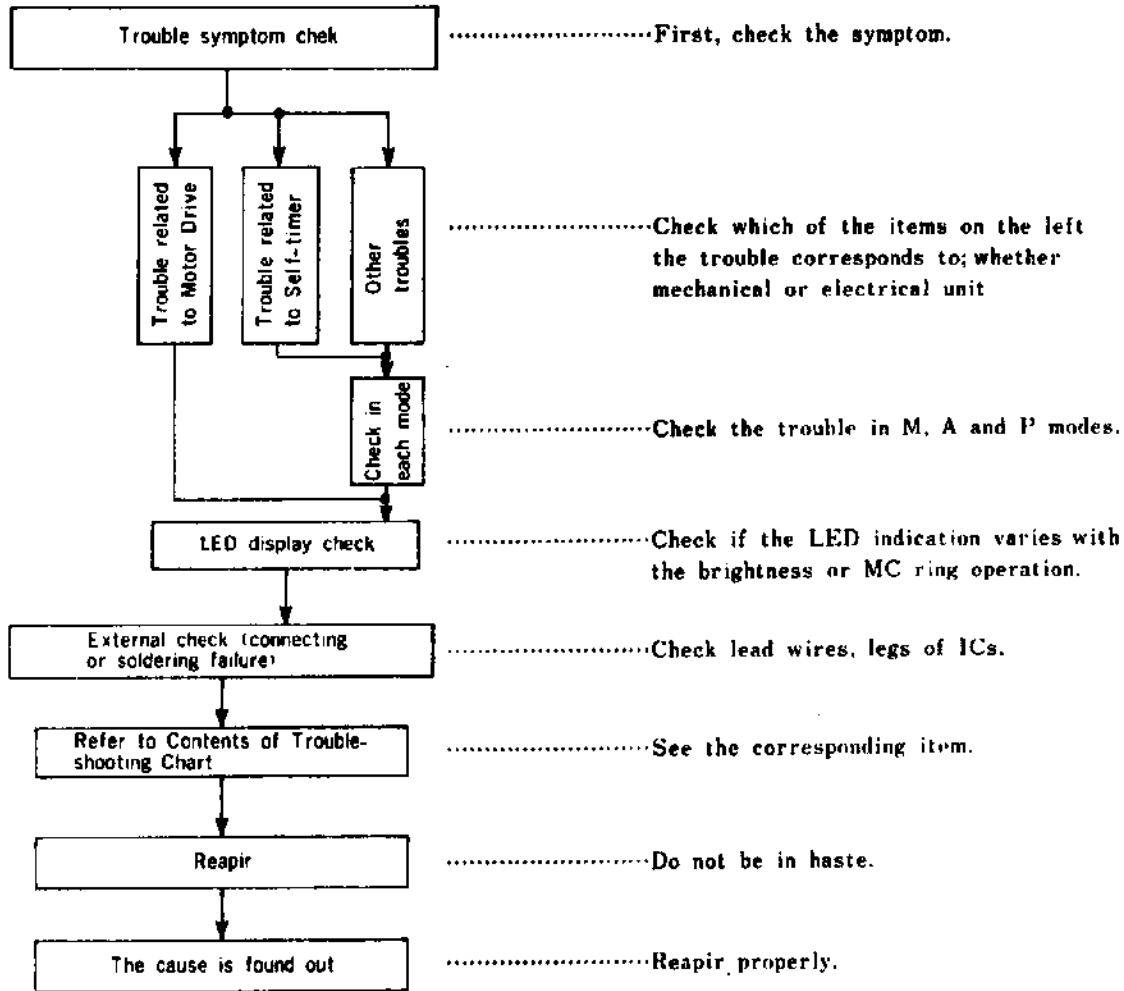 Trouble symptom chek
First, check the symptom.
Trouble related
to Motor Drive
Trouble related
to Self-timer
Other
troubles
Check which of the items on the left
the trouble corresponds to; whether
mechanical or electrical unit
Check in
each mode
Check the trouble in M, A and P modes.
LED display check
Check if the LED indication varies with
the brightness or MC ring operation.
External check (connecting
or soldering failure)
Check lead wires, legs of ICs.
Refer to Contents of Trouble-
shooting Chart
See the corresponding item.
Reapir
Do not be in haste.
The cause is found out
Reapir properly.